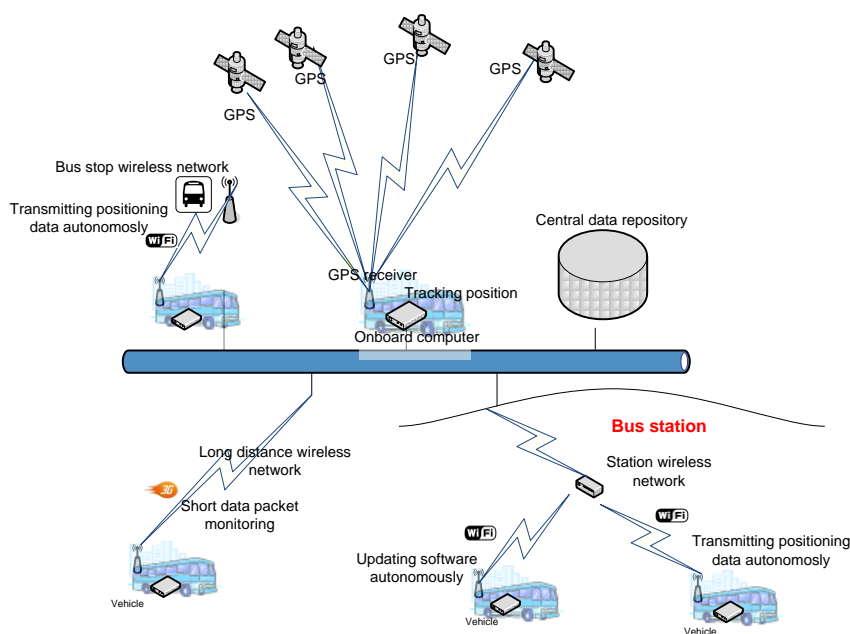 GPS
GPS
GPS
GPS
Bus stop wireless network
Transmitting positioning
data autonomosly
WiFi
Central data repository
GPS receiver
Tracking position
Onboard computer
Bus station
Long distance wireless
network
Station wireless
network
3G
Short data packet
monitoring
WiFi
WiFi
Updating software
autonomously
Transmitting positioning
data autonomosly
Vehicle
Vehicle
Vehicle